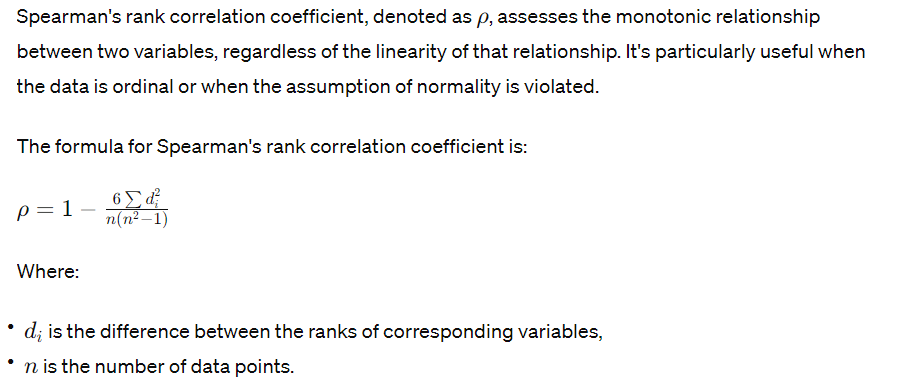 Spearman's rank correlation coefficient, denoted as ρ, assesses the monotonic relationship
between two variables, regardless of the linearity of that relationship. It's particularly useful when
the data is ordinal or when the assumption of normality is violated.
The formula for Spearman's rank correlation coefficient is:
ρ = 1 − \frac{6 ∑ d_i^2}{n(n^2−1)}
Where:
• d_i is the difference between the ranks of corresponding variables,
• n is the number of data points.